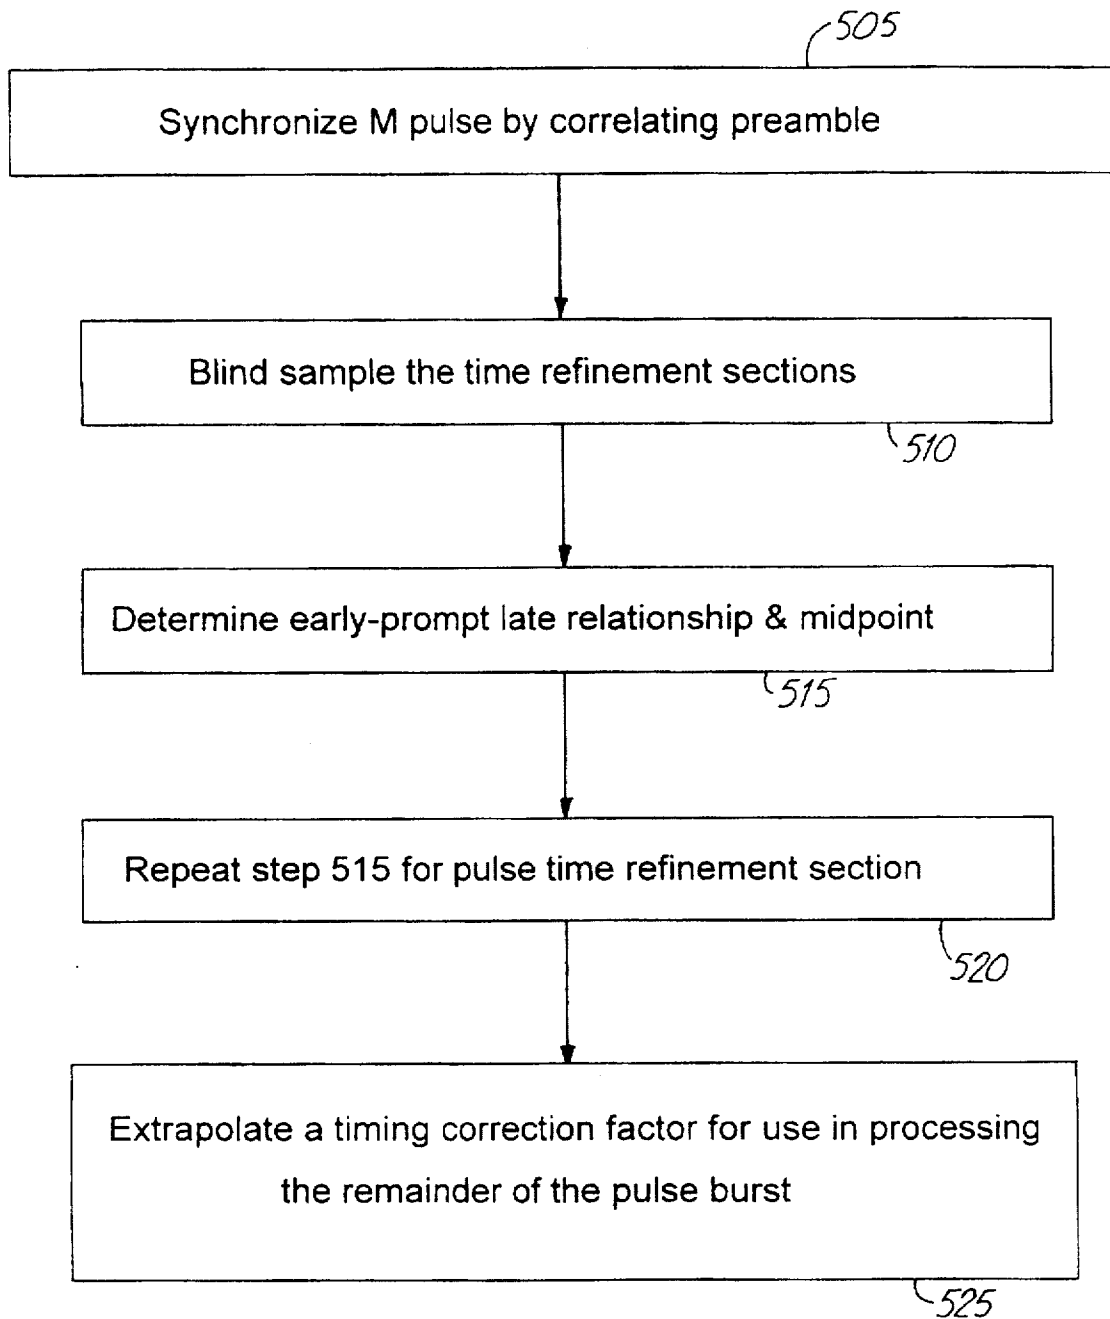 505
Synchronize M pulse by correlating preamble
Blind sample the time refinement sections
510
Determine early-prompt late relationship & midpoint
515
Repeat step 515 for pulse time refinement section
520
Extrapolate a timing correction factor for use in processing
the remainder of the pulse burst
525